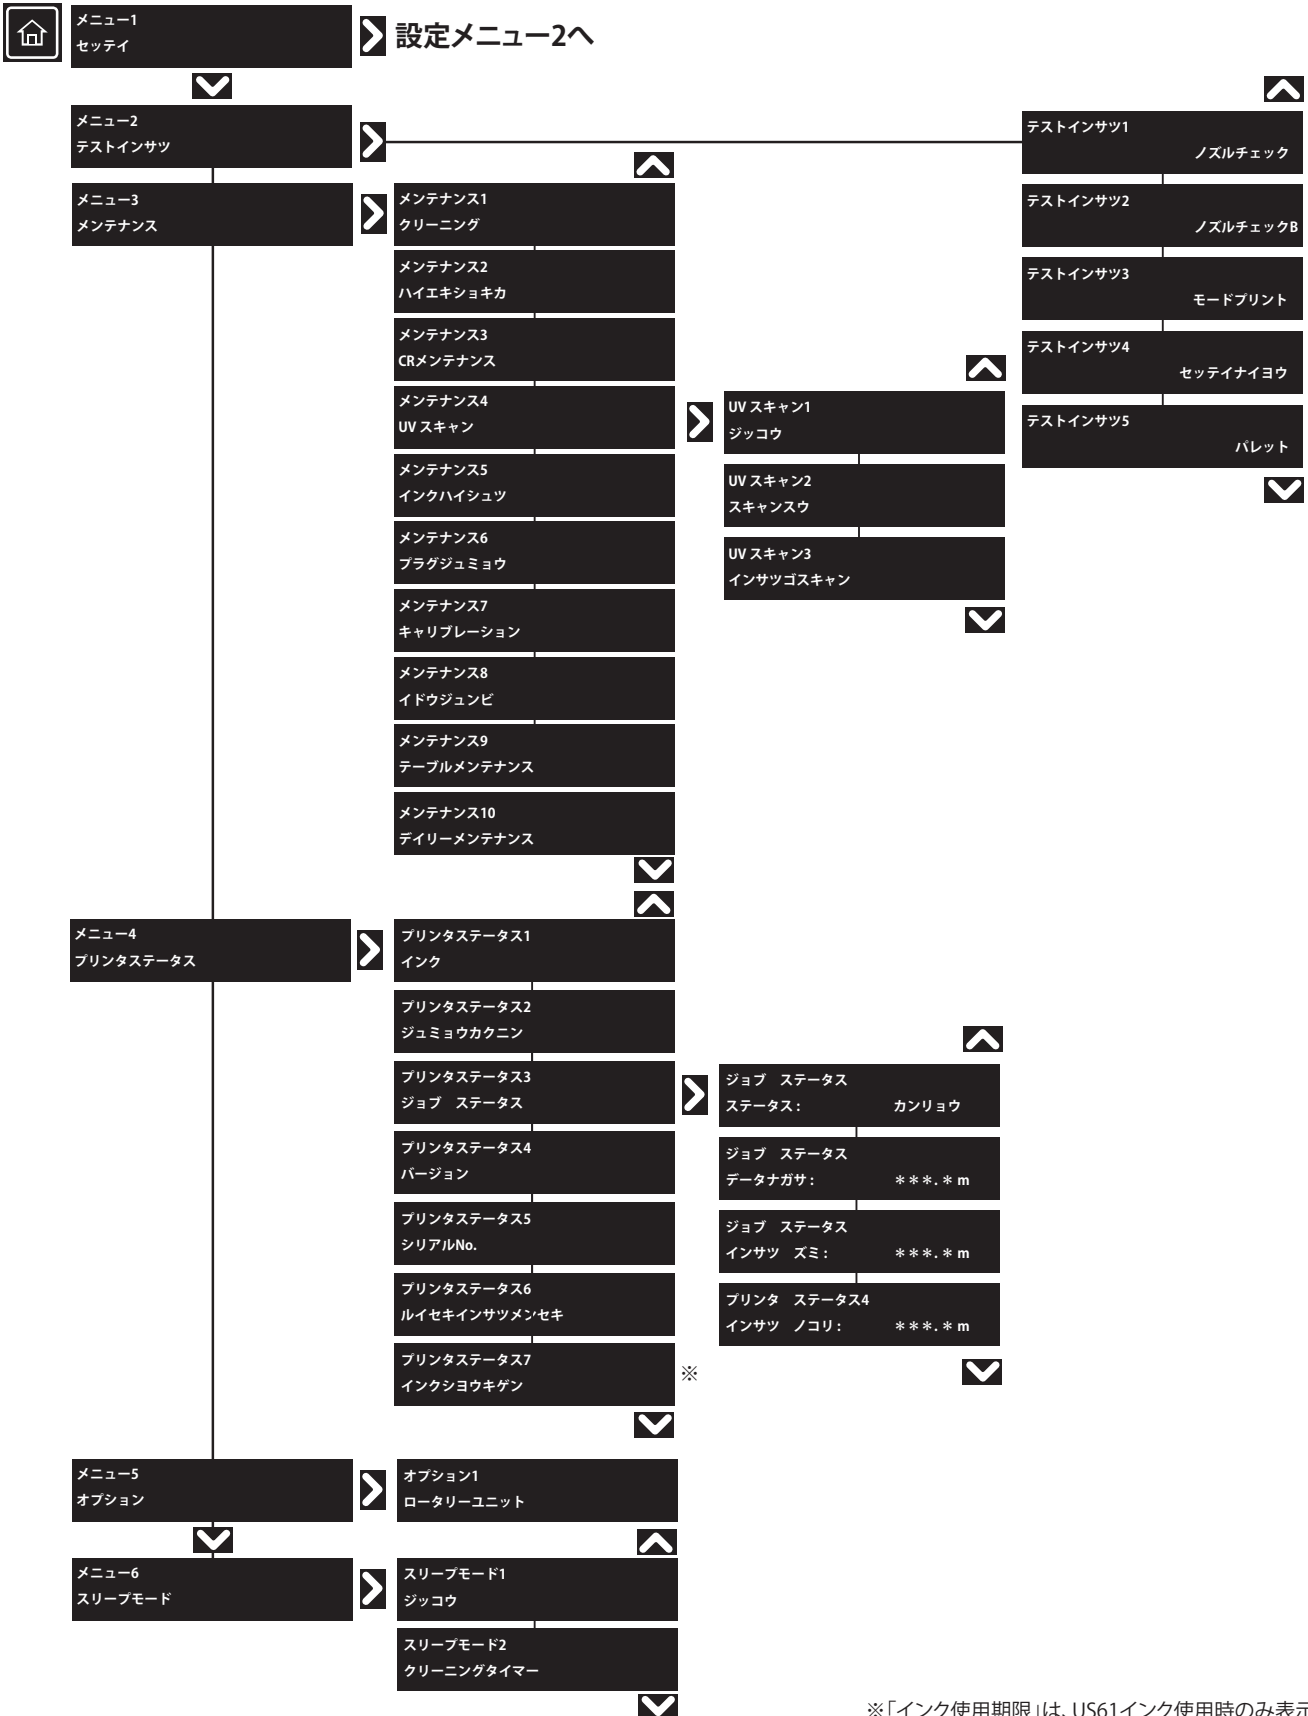 メニュー1
セッテイ
設定メニュー2へ
メニュー2
テストインサツ
メニュー3
メンテナンス
メンテナンス1
クリーニング
メンテナンス2
ハイエキショキカ
メンテナンス3
CRメンテナンス
メンテナンス4
UV スキャン
メンテナンス5
インクハイシュツ
メンテナンス6
プラグジュミョウ
メンテナンス7
キャリブレーション
メンテナンス8
イドウジュンビ
メンテナンス9
テーブルメンテナンス
メンテナンス10
デイリーメンテナンス
UV スキャン1
ジッコウ
UV スキャン2
スキャンスウ
UV スキャン3
インサツゴスキャン
テストインサツ1
ノズルチェック
テストインサツ2
ノズルチェックB
テストインサツ3
モードプリント
テストインサツ4
セッテイナイヨウ
テストインサツ5
パレット
メニュー4
プリンタステータス
プリンタステータス1
インク
プリンタステータス2
ジュミョウカクニン
プリンタステータス3
ジョブ ステータス
プリンタステータス4
バージョン
プリンタステータス5
シリアルNo.
プリンタステータス6
ルイセキインサツメンセキ
プリンタステータス7
インクシヨウキゲン
※
ジョブ ステータス
ステータス : カンリョウ
ジョブ ステータス
データナガサ : ＊＊＊. ＊ m
ジョブ ステータス
インサツ ズミ : ＊＊＊. ＊ m
プリンタ ステータス4
インサツ ノコリ : ＊＊＊. ＊ m
メニュー5
オプション
オプション1
ロータリーユニット
メニュー6
スリープモード
スリープモード1
ジッコウ
スリープモード2
クリーニングタイマー
※「インク使用期限」は、US61インク使用時のみ表示